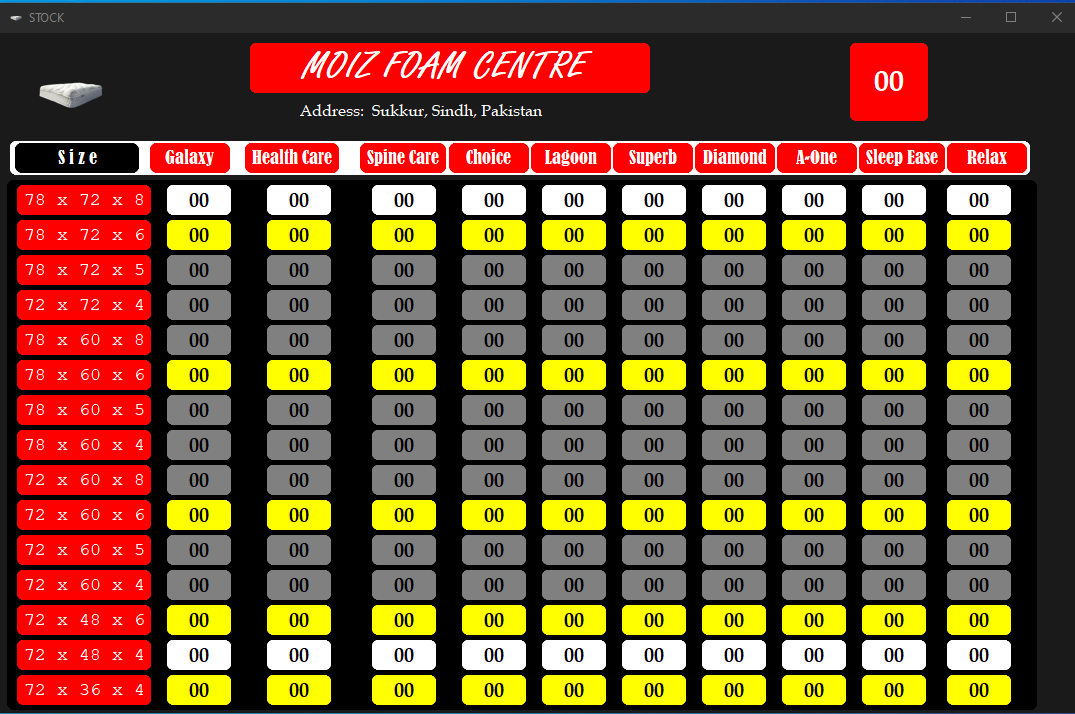 STOCK
MOIZ FOAM CENTRE
00
Address: Sukkur, Sindh, Pakistan
Size Galaxy Health Care Spine Care Choice Lagoon Superb Diamond A-One Sleep Ease Relax
78 x 72 x 8 00 00 00 00 00 00 00 00 00 00
78 x 72 x 6 00 00 00 00 00 00 00 00 00 00
78 x 72 x 5 00 00 00 00 00 00 00 00 00 00
72 x 72 x 4 00 00 00 00 00 00 00 00 00 00
78 x 60 x 8 00 00 00 00 00 00 00 00 00 00
78 x 60 x 6 00 00 00 00 00 00 00 00 00 00
78 x 60 x 5 00 00 00 00 00 00 00 00 00 00
78 x 60 x 4 00 00 00 00 00 00 00 00 00 00
72 x 60 x 8 00 00 00 00 00 00 00 00 00 00
72 x 60 x 6 00 00 00 00 00 00 00 00 00 00
72 x 60 x 5 00 00 00 00 00 00 00 00 00 00
72 x 60 x 4 00 00 00 00 00 00 00 00 00 00
72 x 48 x 6 00 00 00 00 00 00 00 00 00 00
72 x 48 x 4 00 00 00 00 00 00 00 00 00 00
72 x 36 x 4 00 00 00 00 00 00 00 00 00 00